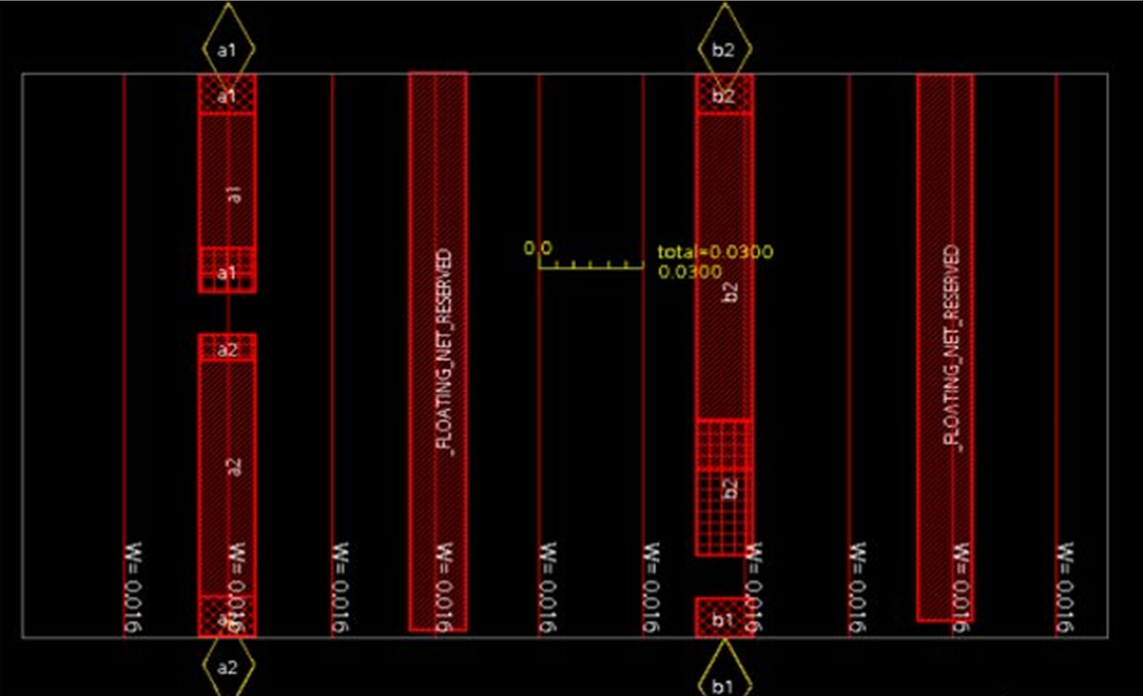 a1
b2
a1
b2
a1
0.0
total=0.0300
0.0300
a1
b2
_FLOATING_NET_RESERVED
_FLOATING_NET_RESERVED
a2
a2
b2
W=0.016
W=0.016
W=0.016
W=0.016
W=0.016
W=0.016
W=0.016
W=0.016
W=0.016
W=0.016
b1
a2
b1